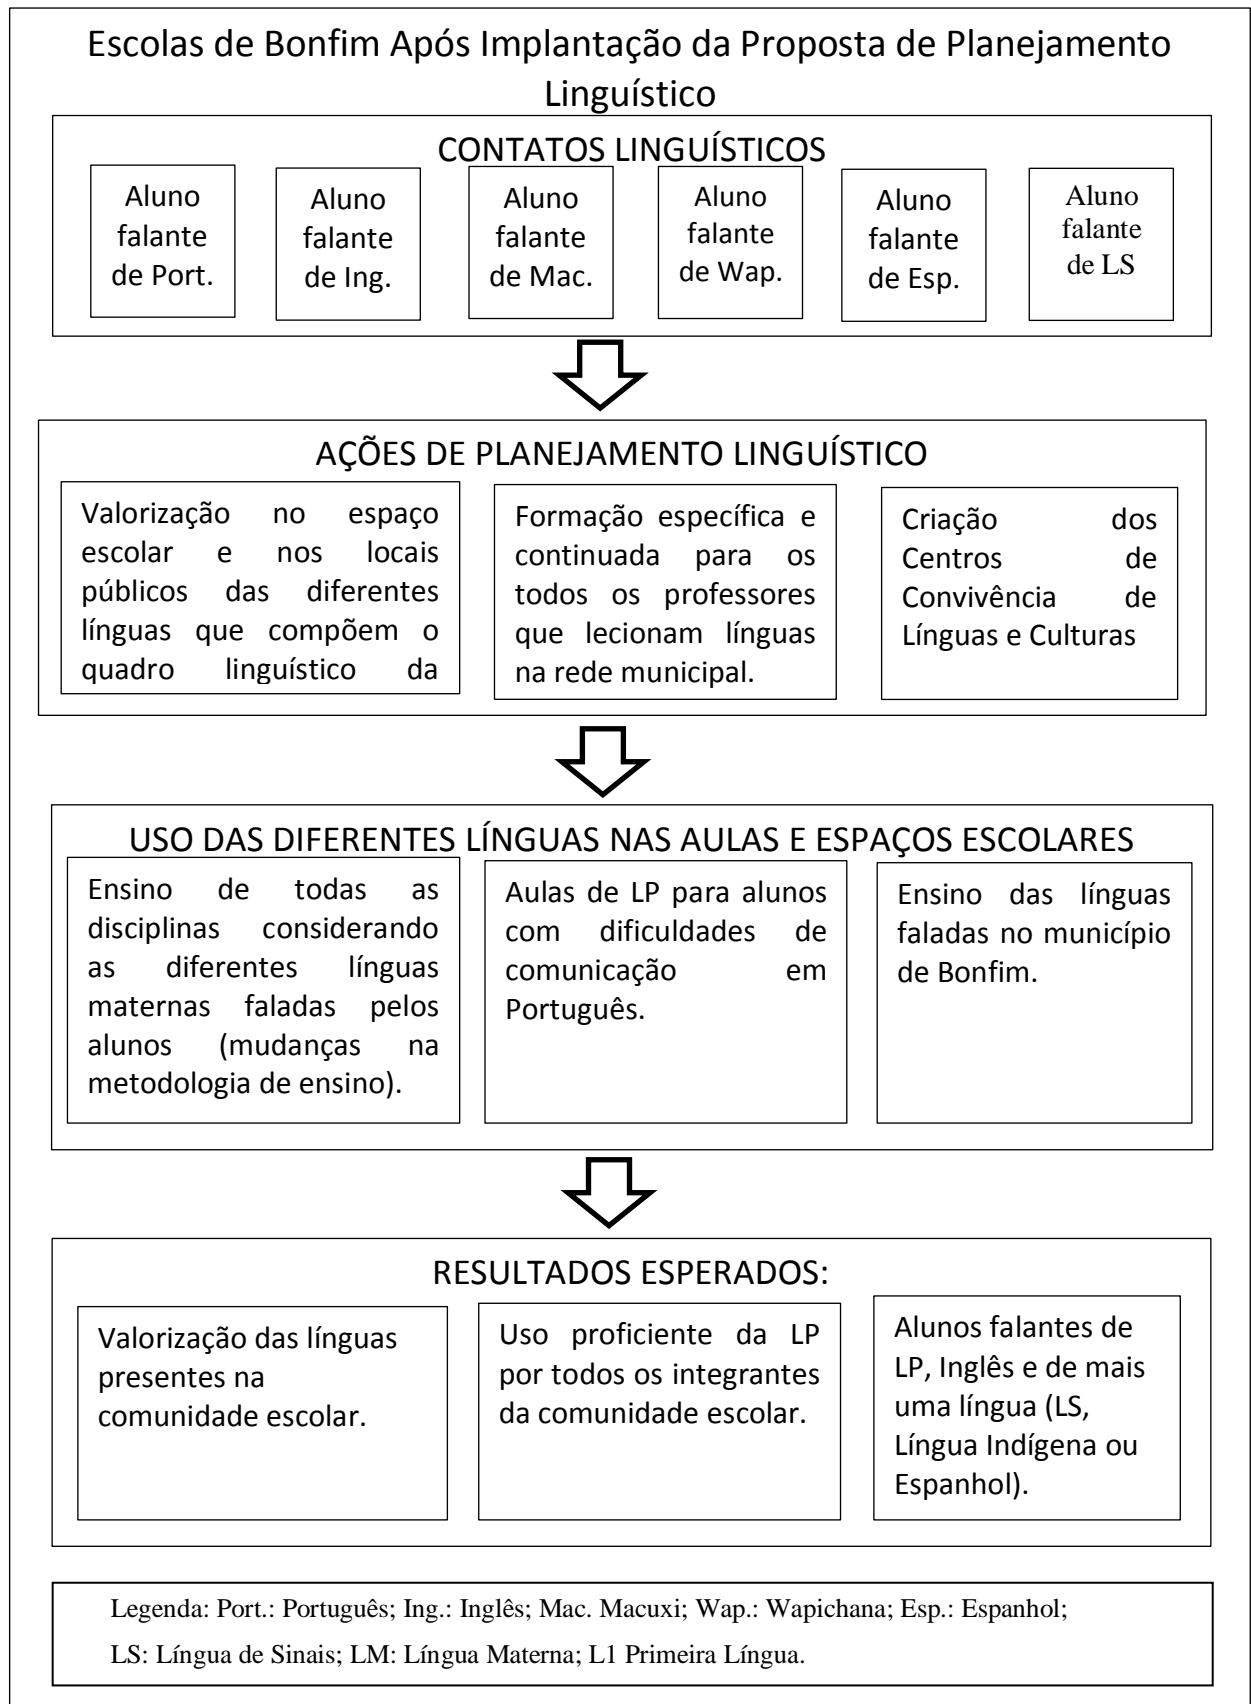 Escolas de Bonfim Após Implantação da Proposta de Planejamento
Linguístico
CONTATOS LINGUÍSTICOS
Aluno
falante
de Port.
Aluno
falante
de Ing.
Aluno
falante
de Mac.
Aluno
falante
de Wap.
Aluno
falante
de Esp.
Aluno
falante
de LS
AÇÕES DE PLANEJAMENTO LINGUÍSTICO
Valorização no espaço
escolar e nos locais
públicos das diferentes
línguas que compõem o
quadro linguístico da
Formação específica e
continuada para os
todos os professores
que lecionam línguas
na rede municipal.
Criação dos
Centros de
Convivência de
Línguas e Culturas
USO DAS DIFERENTES LÍNGUAS NAS AULAS E ESPAÇOS ESCOLARES
Ensino de todas as
disciplinas considerando
as diferentes línguas
maternas faladas pelos
alunos (mudanças na
metodologia de ensino).
Aulas de LP para alunos
com dificuldades de
comunicação em
Português.
Ensino das línguas
faladas no município
de Bonfim.
RESULTADOS ESPERADOS:
Valorização das línguas
presentes na
comunidade escolar.
Uso proficiente da LP
por todos os integrantes
da comunidade escolar.
Alunos falantes de
LP, Inglês e de mais
uma língua (LS,
Língua Indígena ou
Espanhol).
Legenda: Port.: Português; Ing.: Inglês; Mac. Macuxi; Wap.: Wapichana; Esp.: Espanhol;
LS: Língua de Sinais; LM: Língua Materna; L1 Primeira Língua.